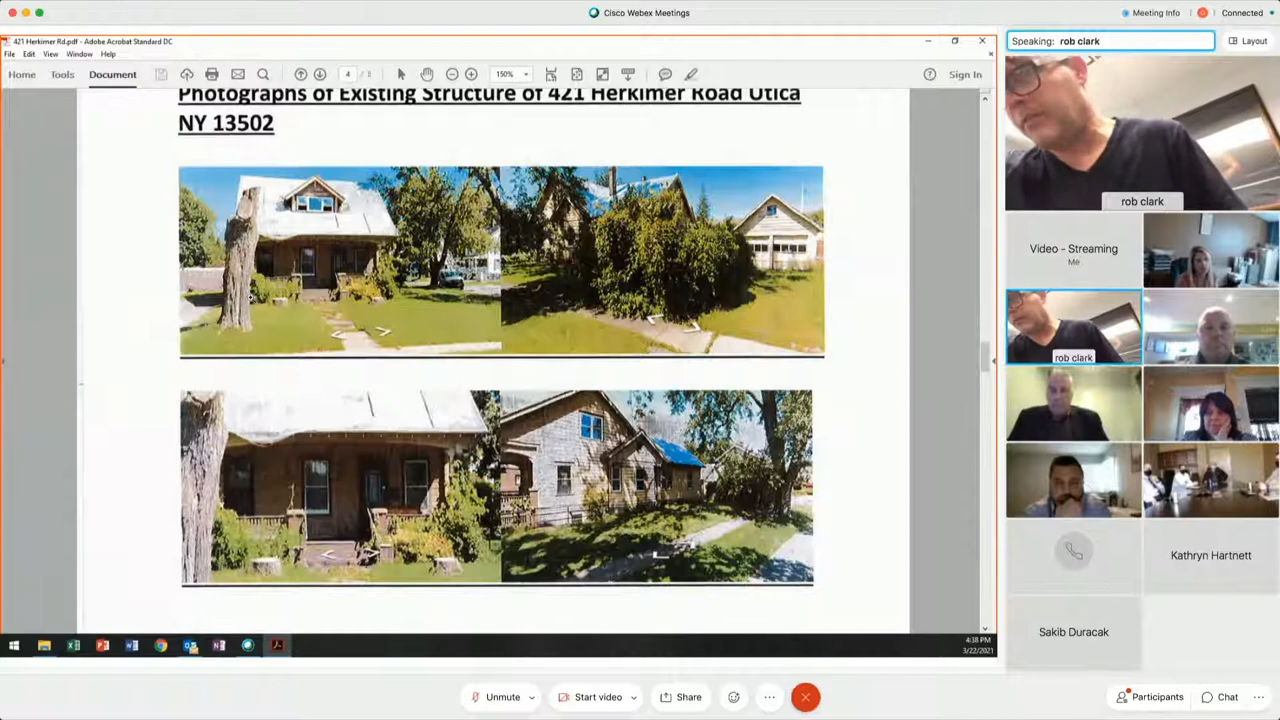 Cisco Webex Meetings
Meeting Info
Connected
421 Herkimer Rd.pdf - Adobe Acrobat Standard DC
File Edit View Window Help
Home Tools Document
4 / 8
150%
Sign In
Photographs of Existing Structure of 421 Herkimer Road Utica
NY 13502
4:38 PM
3/22/2021
Speaking: rob clark
Layout
rob clark
Video - Streaming
Me
rob clark
Kathryn Hartnett
Sakib Duracak
Unmute
Start video
Share
Participants
Chat